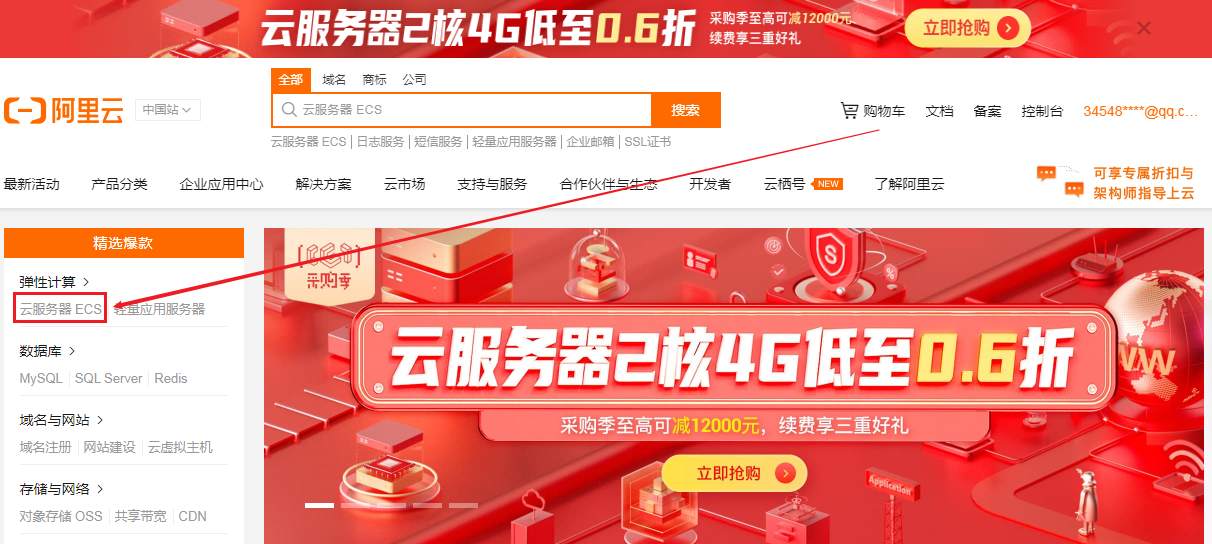 云服务器2核4G低至0.6折
采购季至高可减12000元
续费享三重好礼
立即抢购
阿里云
中国站
全部 域名 商标 公司
云服务器 ECS
搜索
云服务器 ECS 日志服务 短信服务 轻量应用服务器 企业邮箱 SSL证书
购物车 文档 备案 控制台 34548****@qq.c...
最新活动 产品分类 企业应用中心 解决方案 云市场 支持与服务 合作伙伴与生态 开发者 云栖号 NEW 了解阿里云
可享专属折扣与
架构师指导上云
精选爆款
弹性计算
云服务器 ECS 轻量应用服务器
数据库
MySQL SQL Server Redis
域名与网站
域名注册 网站建设 云虚拟主机
存储与网络
对象存储 OSS 共享带宽 CDN
采购季
云服务器2核4G低至0.6折
采购季至高可减12000元，续费享三重好礼
立即抢购
Application